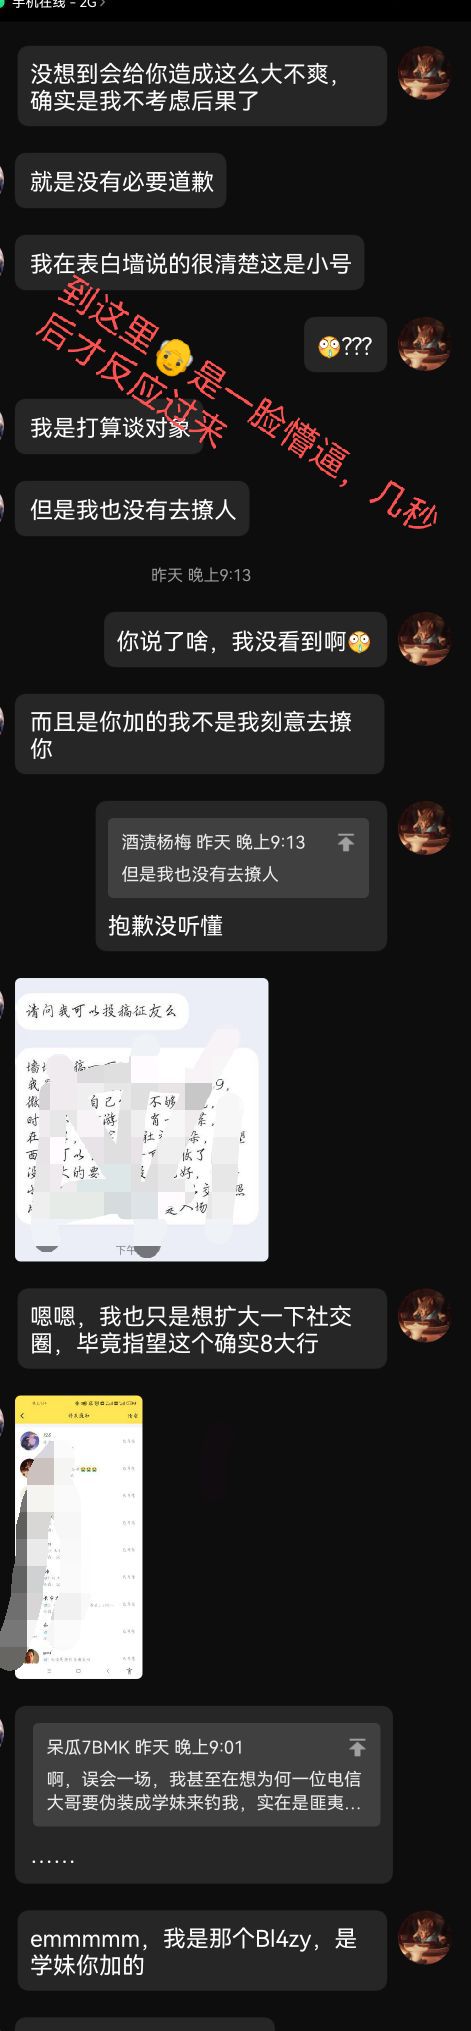 手机在线 - 2G
没想到会给你造成这么大不爽，
确实是我不考虑后果了
就是没有必要道歉
我在表白墙说的很清楚这是小号
到这里👴是一脸懵逼，几秒
后才反应过来
😳???
我是打算谈对象
但是我也没有去撩人
昨天 晚上9:13
你说了啥，我没看到啊😳
而且是你加的我不是我刻意去撩
你
酒渍杨梅 昨天 晚上9:13
但是我也没有去撩人
抱歉没听懂
请问我可以投稿征友么
嗯嗯，我也只是想扩大一下社交
圈，毕竟指望这个确实8大行
呆瓜7BMK 昨天 晚上9:01
啊，误会一场，我甚至在想为何一位电信
大哥要伪装成学妹来钓我，实在是匪夷...
......
emmmmm，我是那个Bl4zy，是
学妹你加的